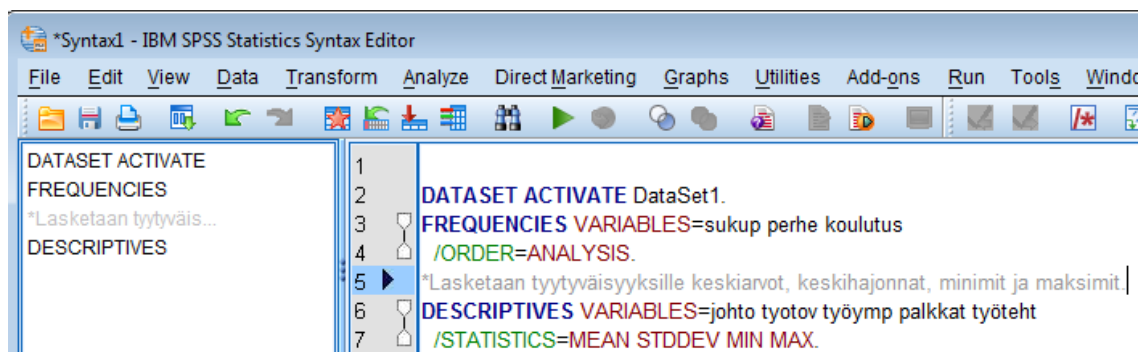 *Syntax1 - IBM SPSS Statistics Syntax Editor
File Edit View Data Transform Analyze Direct Marketing Graphs Utilities Add-ons Run Tools Windo
DATASET ACTIVATE
FREQUENCIES
*Lasketaan tytyväis...
DESCRIPTIVES
1
2 DATASET ACTIVATE DataSet1.
3 FREQUENCIES VARIABLES=sukup perhe koulutus
4 /ORDER=ANALYSIS.
5 *Lasketaan tyytyväisyyksille keskiarvot, keskihajonnat, minimit ja maksimit.
6 DESCRIPTIVES VARIABLES=johto tyotov työymp palkkat työteht
7 /STATISTICS=MEAN STDDEV MIN MAX.